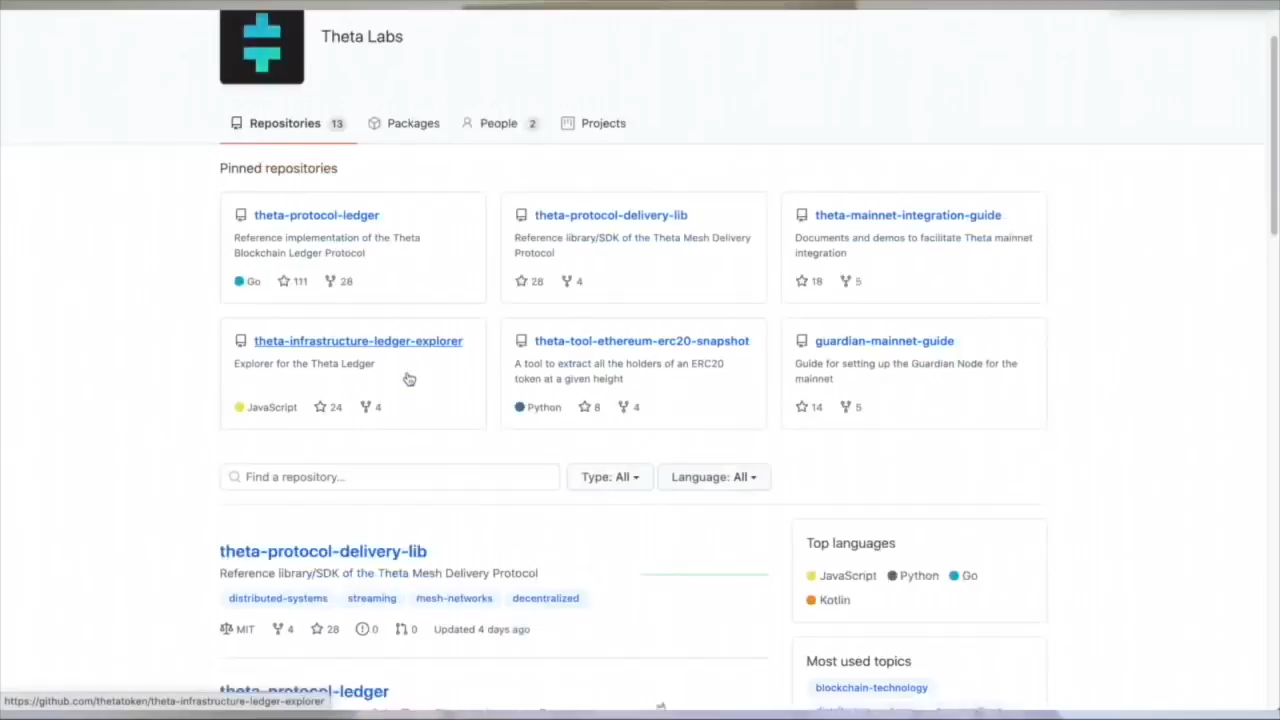 Theta Labs
Repositories 13 Packages People 2 Projects
Pinned repositories
theta-protocol-ledger
Reference implementation of the Theta
Blockchain Ledger Protocol
Go 111 28
theta-protocol-delivery-lib
Reference library/SDK of the Theta Mesh Delivery
Protocol
28 4
theta-mainnet-integration-guide
Documents and demos to facilitate Theta mainnet
integration
18 5
theta-infrastructure-ledger-explorer
Explorer for the Theta Ledger
JavaScript 24 4
theta-tool-ethereum-erc20-snapshot
A tool to extract all the holders of an ERC20
token at a given height
Python 8 4
guardian-mainnet-guide
Guide for setting up the Guardian Node for the
mainnet
14 5
Find a repository... Type: All Language: All
theta-protocol-delivery-lib
Reference library/SDK of the Theta Mesh Delivery Protocol
distributed-systems streaming mesh-networks decentralized
MIT 4 28 0 0 Updated 4 days ago
theta-protocol-ledger
Top languages
JavaScript Python Go
Kotlin
Most used topics
blockchain-technology
https://github.com/thetatoken/theta-infrastructure-ledger-explorer